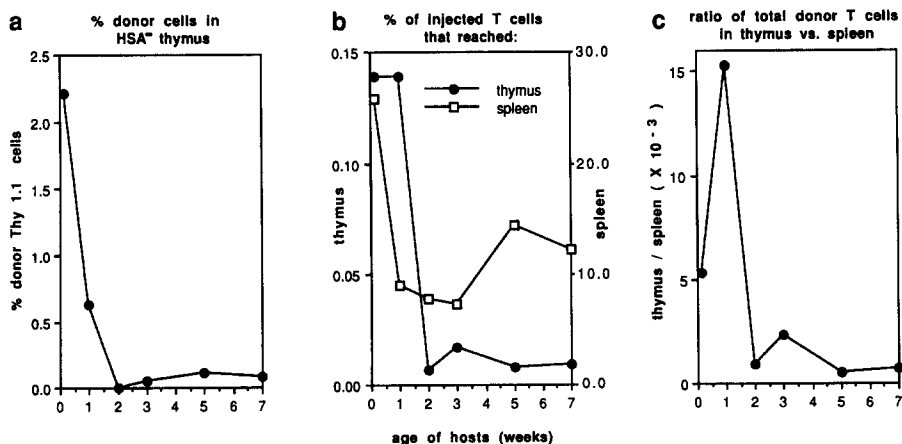 a
% donor cells in
HSA⁻ thymus
% donor Thy 1.1 cells
2.5
2.0
1.5
1.0
0.5
0.0
0 1 2 3 4 5 6 7
b
% of injected T cells
that reached:
thymus
0.15
0.10
0.05
0.00
thymus
spleen
30.0
20.0
10.0
0.0
spleen
0 1 2 3 4 5 6 7
age of hosts (weeks)
c
ratio of total donor T cells
in thymus vs. spleen
thymus / spleen ( X 10 - 3 )
15
10
5
0
0 1 2 3 4 5 6 7